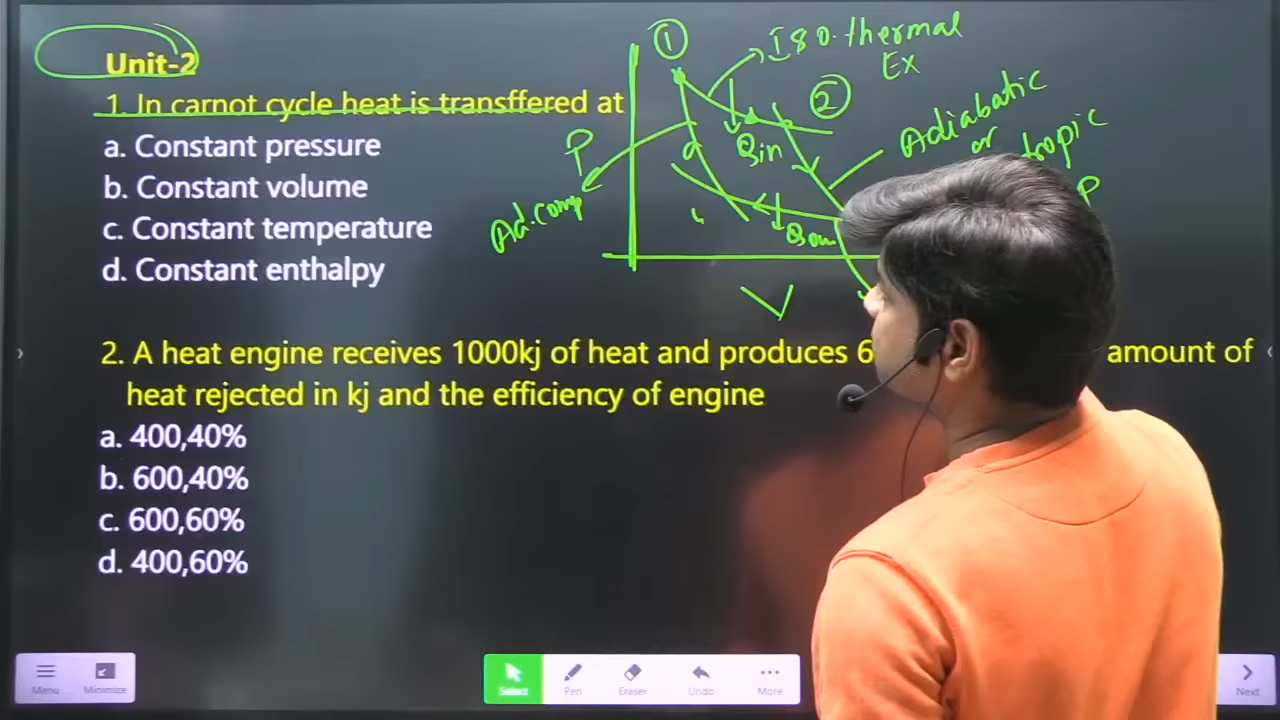 Unit-2
1. In carnot cycle heat is transffered at
a. Constant pressure
b. Constant volume
c. Constant temperature
d. Constant enthalpy
2. A heat engine receives 1000kj of heat and produces 6 amount of
heat rejected in kj and the efficiency of engine
a. 400,40%
b. 600,40%
c. 600,60%
d. 400,60%
1
Isothermal
Ex
2
Adiabatic
or
P
Qin
Ad.comp
V
Menu
Minimize
Select
Pen
Eraser
Undo
More
Next